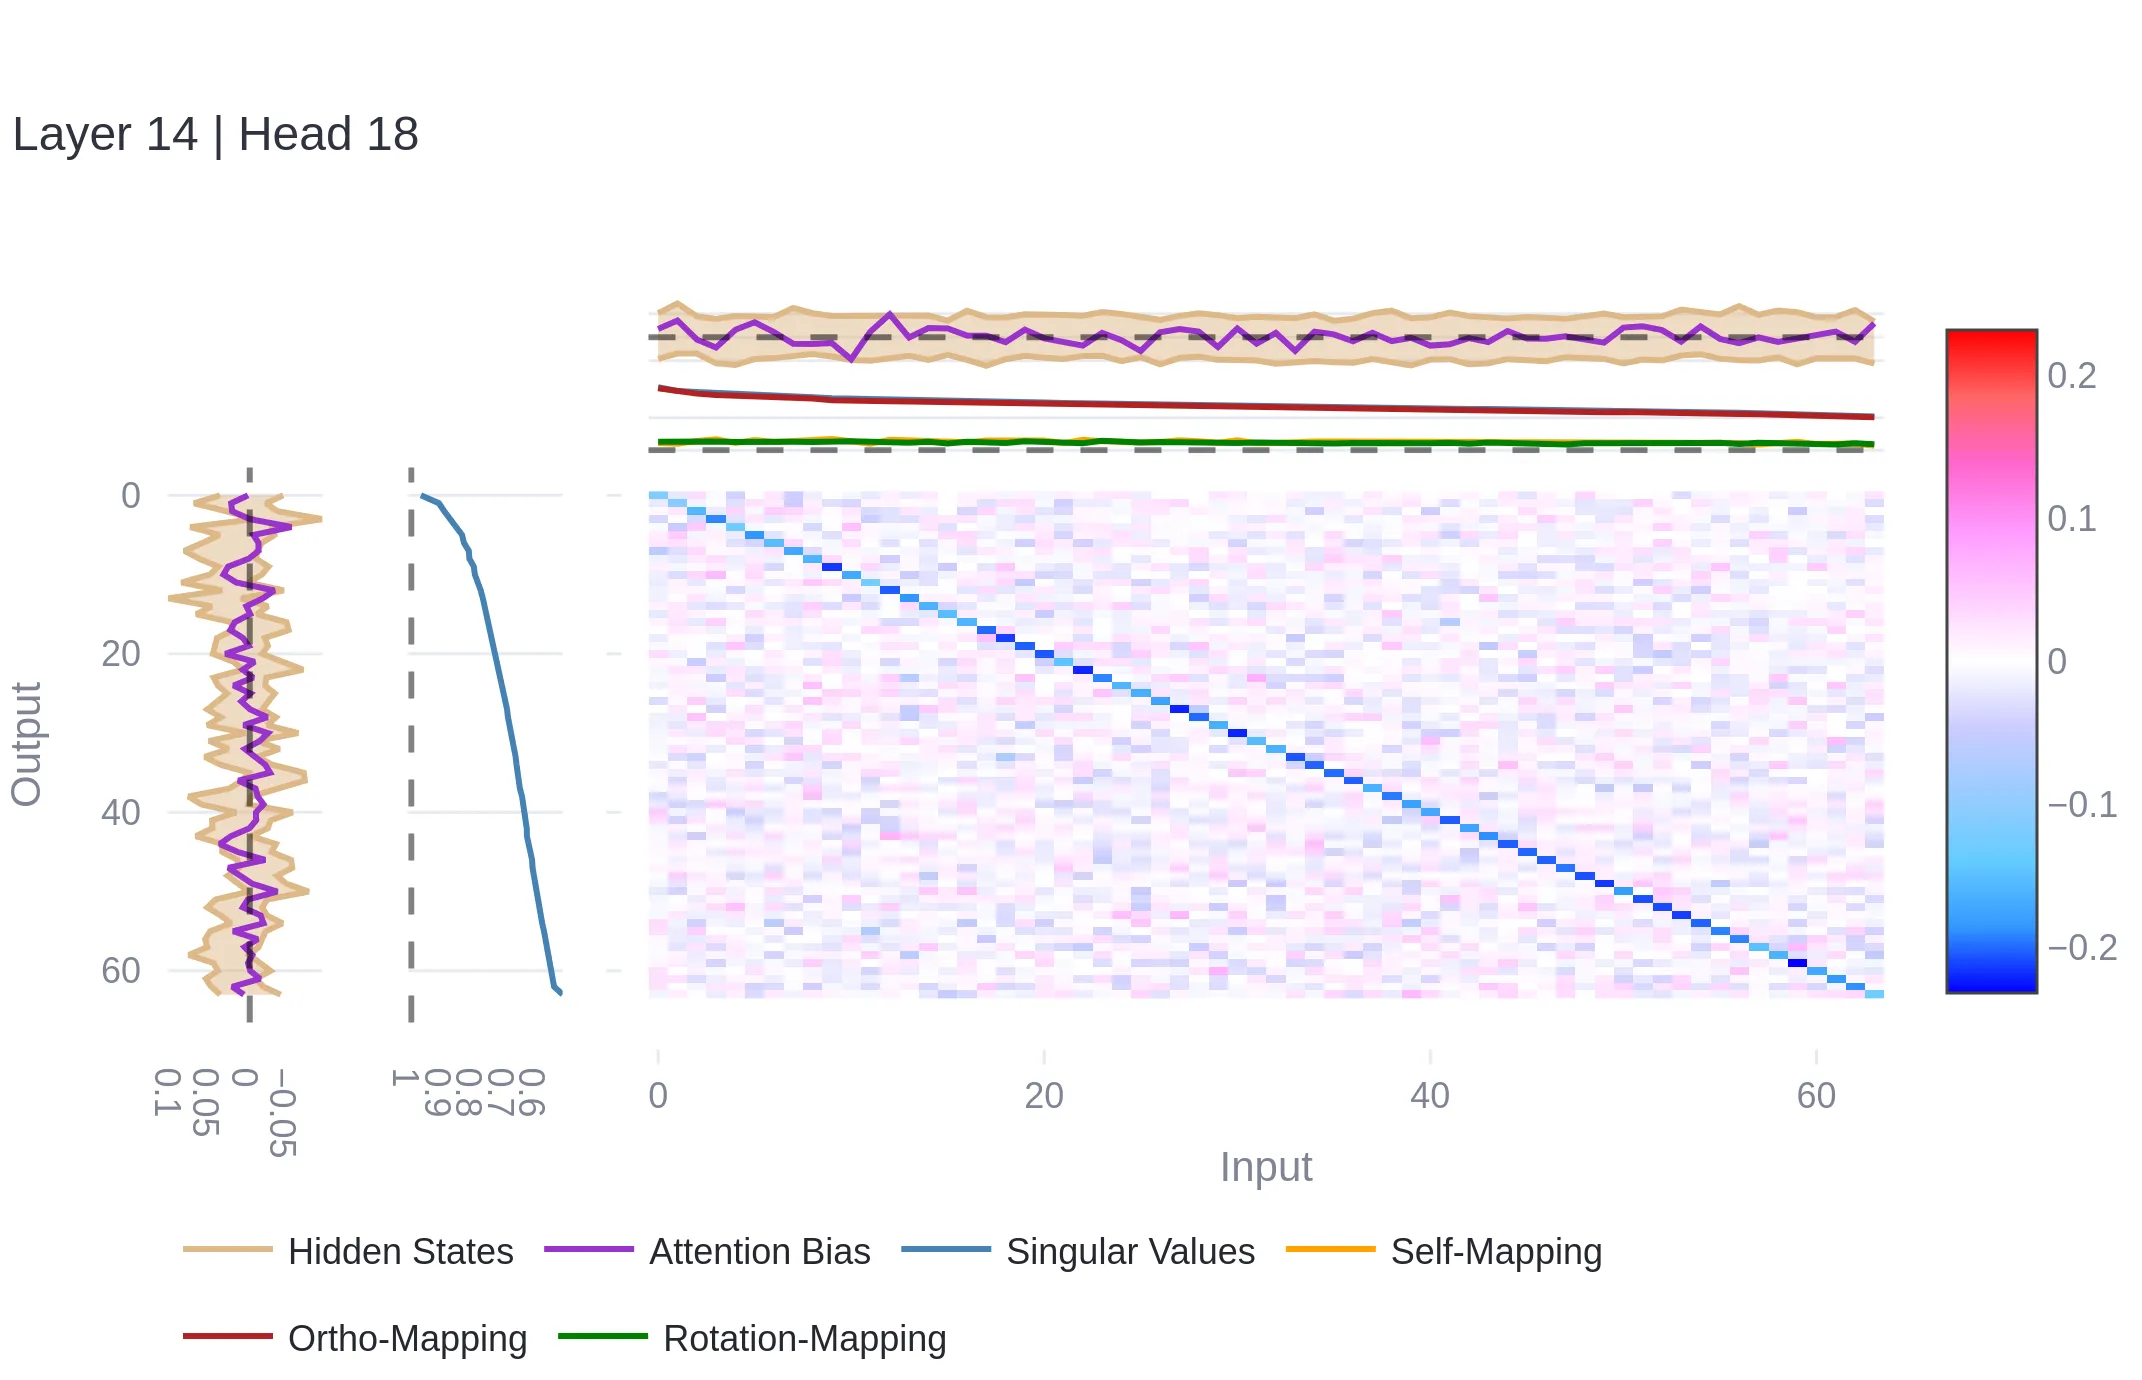 Layer 14 | Head 18
0.2
0.1
0
−0.1
−0.2
0
20
40
60
Output
0.1
0.05
0
−0.05
1
0.9
0.8
0.7
0.6
0
20
40
60
Input
Hidden States
Attention Bias
Singular Values
Self-Mapping
Ortho-Mapping
Rotation-Mapping